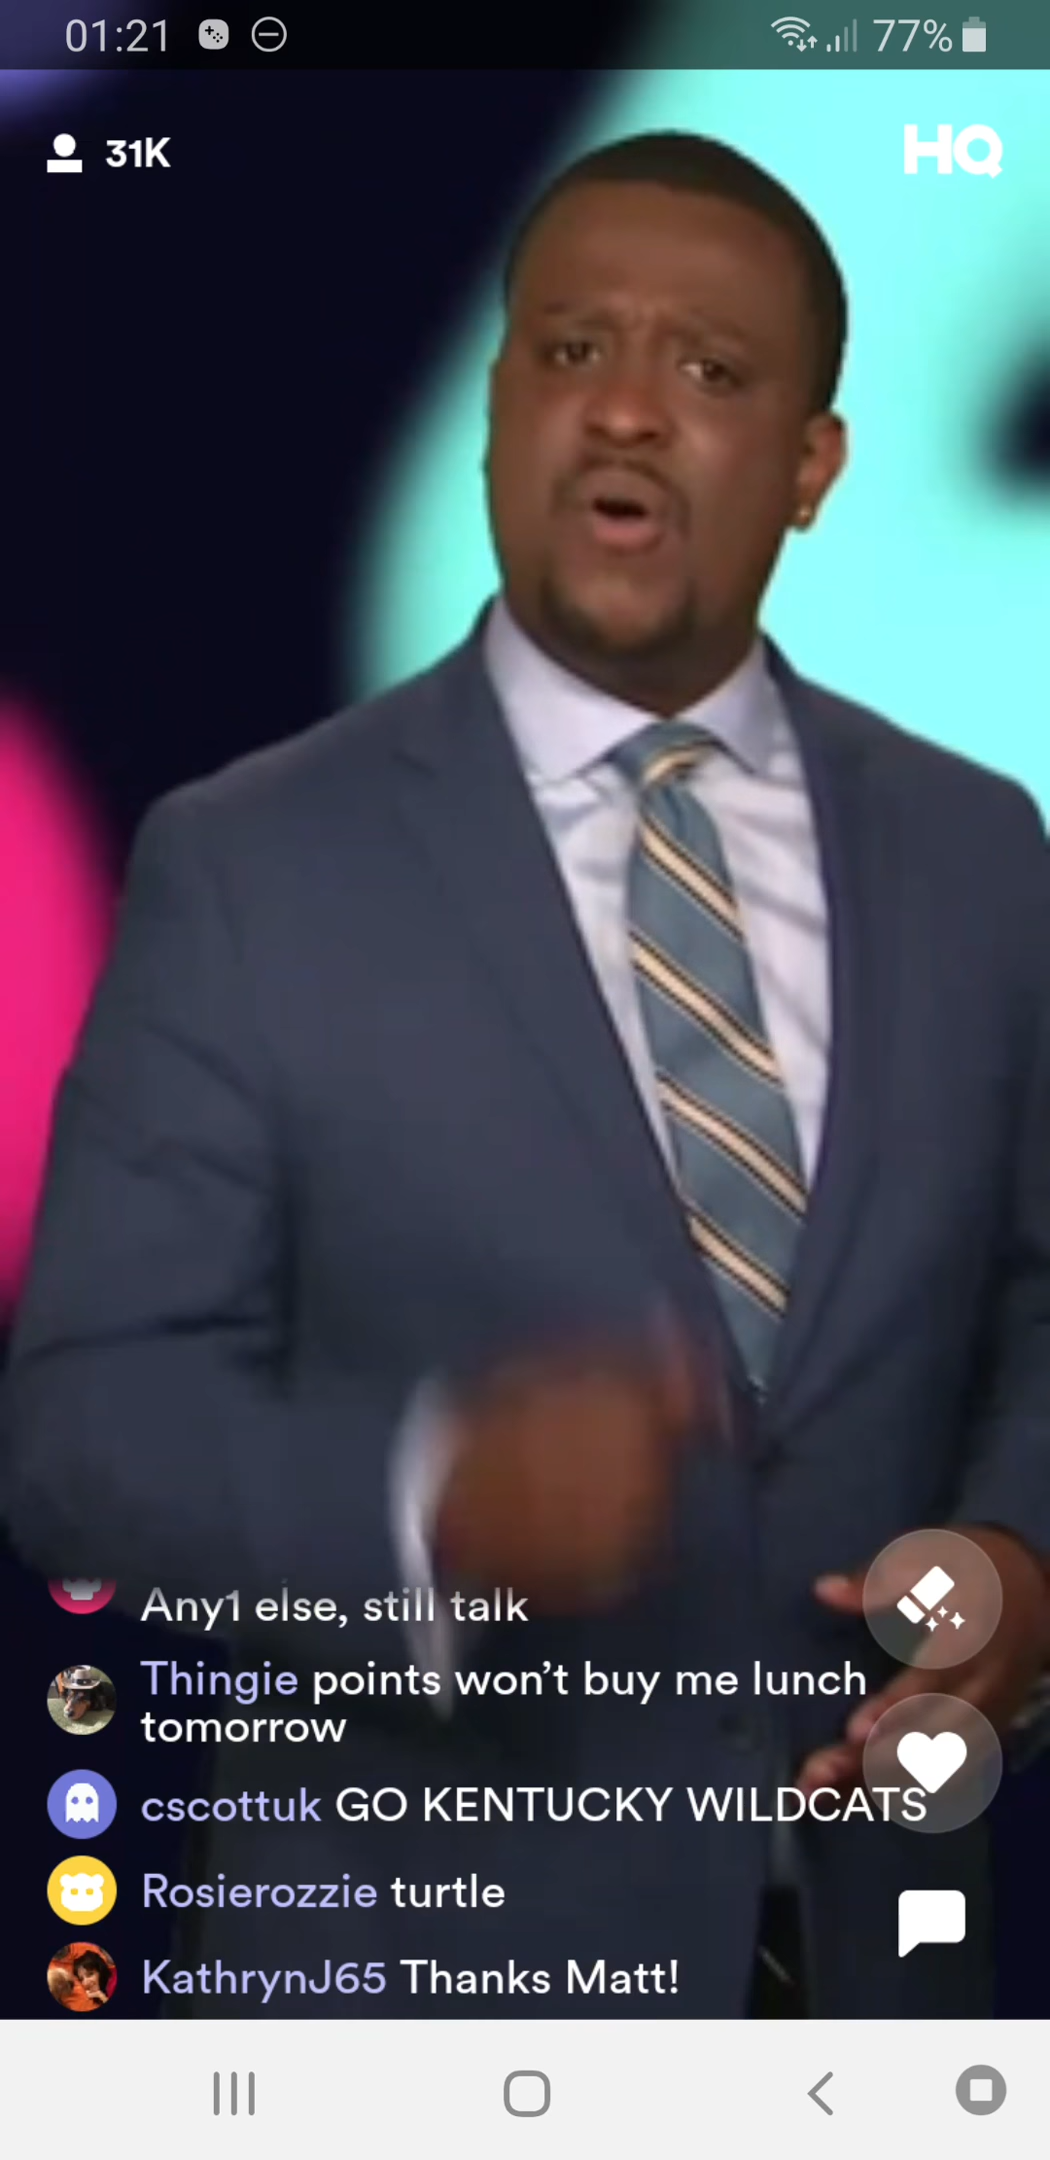 01:21
77%
31K
HQ
Any1 else, still talk
Thingie points won’t buy me lunch
tomorrow
cscottuk GO KENTUCKY WILDCATS
Rosierozzie turtle
KathrynJ65 Thanks Matt!